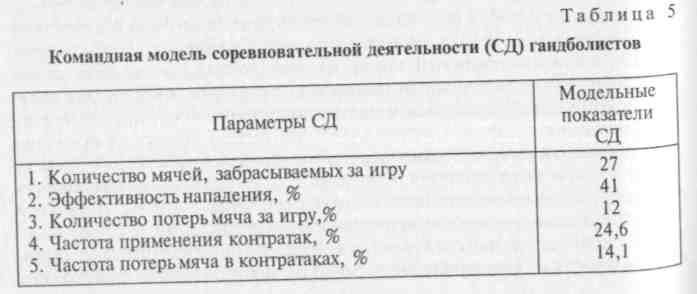 Таблица 5
Командная модель соревновательной деятельности (СД) гандболистов
Параметры СД
Модельные
показатели
СД
1. Количество мячей, забрасываемых за игру 27
2. Эффективность нападения, % 41
3. Количество потерь мяча за игру,% 12
4. Частота применения контратак, % 24,6
5. Частота потерь мяча в контратаках, % 14,1